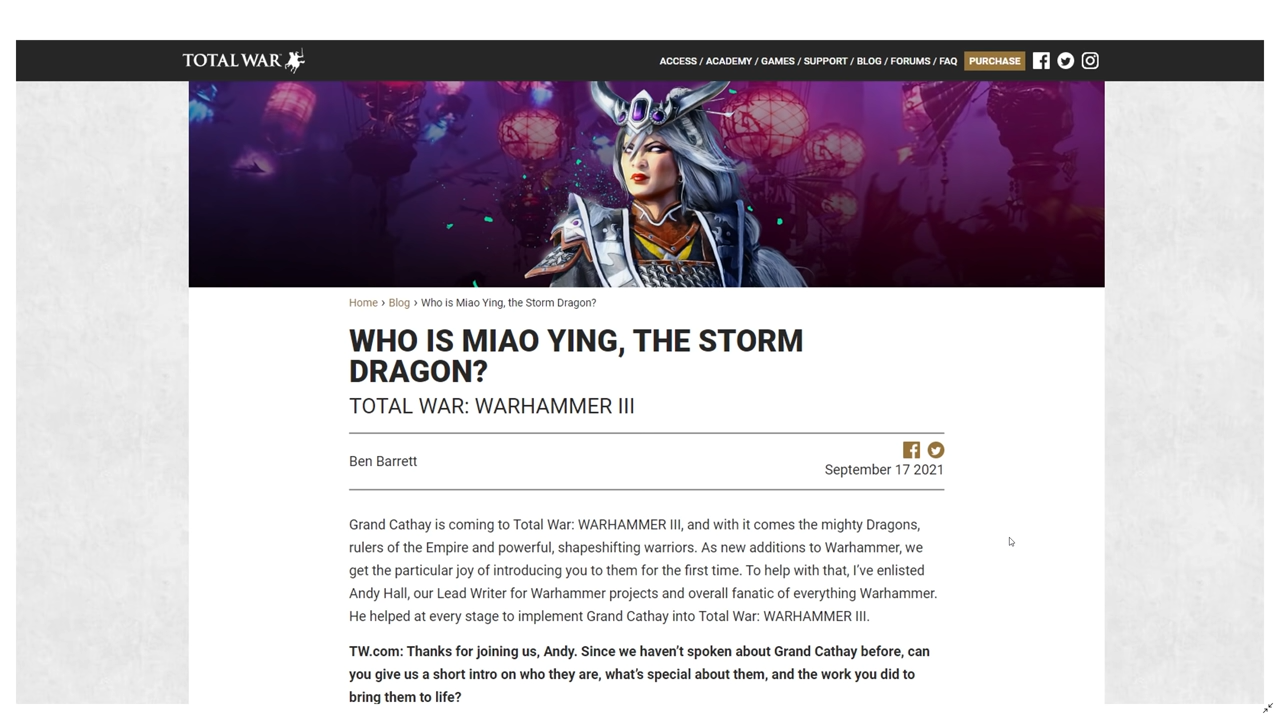 TOTAL WAR
ACCESS / ACADEMY / GAMES / SUPPORT / BLOG / FORUMS / FAQ PURCHASE
Home › Blog › Who is Miao Ying, the Storm Dragon?
WHO IS MIAO YING, THE STORM
DRAGON?
TOTAL WAR: WARHAMMER III
Ben Barrett
September 17 2021
Grand Cathay is coming to Total War: WARHAMMER III, and with it comes the mighty Dragons,
rulers of the Empire and powerful, shapeshifting warriors. As new additions to Warhammer, we
get the particular joy of introducing you to them for the first time. To help with that, I’ve enlisted
Andy Hall, our Lead Writer for Warhammer projects and overall fanatic of everything Warhammer.
He helped at every stage to implement Grand Cathay into Total War: WARHAMMER III.
TW.com: Thanks for joining us, Andy. Since we haven’t spoken about Grand Cathay before, can
you give us a short intro on who they are, what’s special about them, and the work you did to
bring them to life?